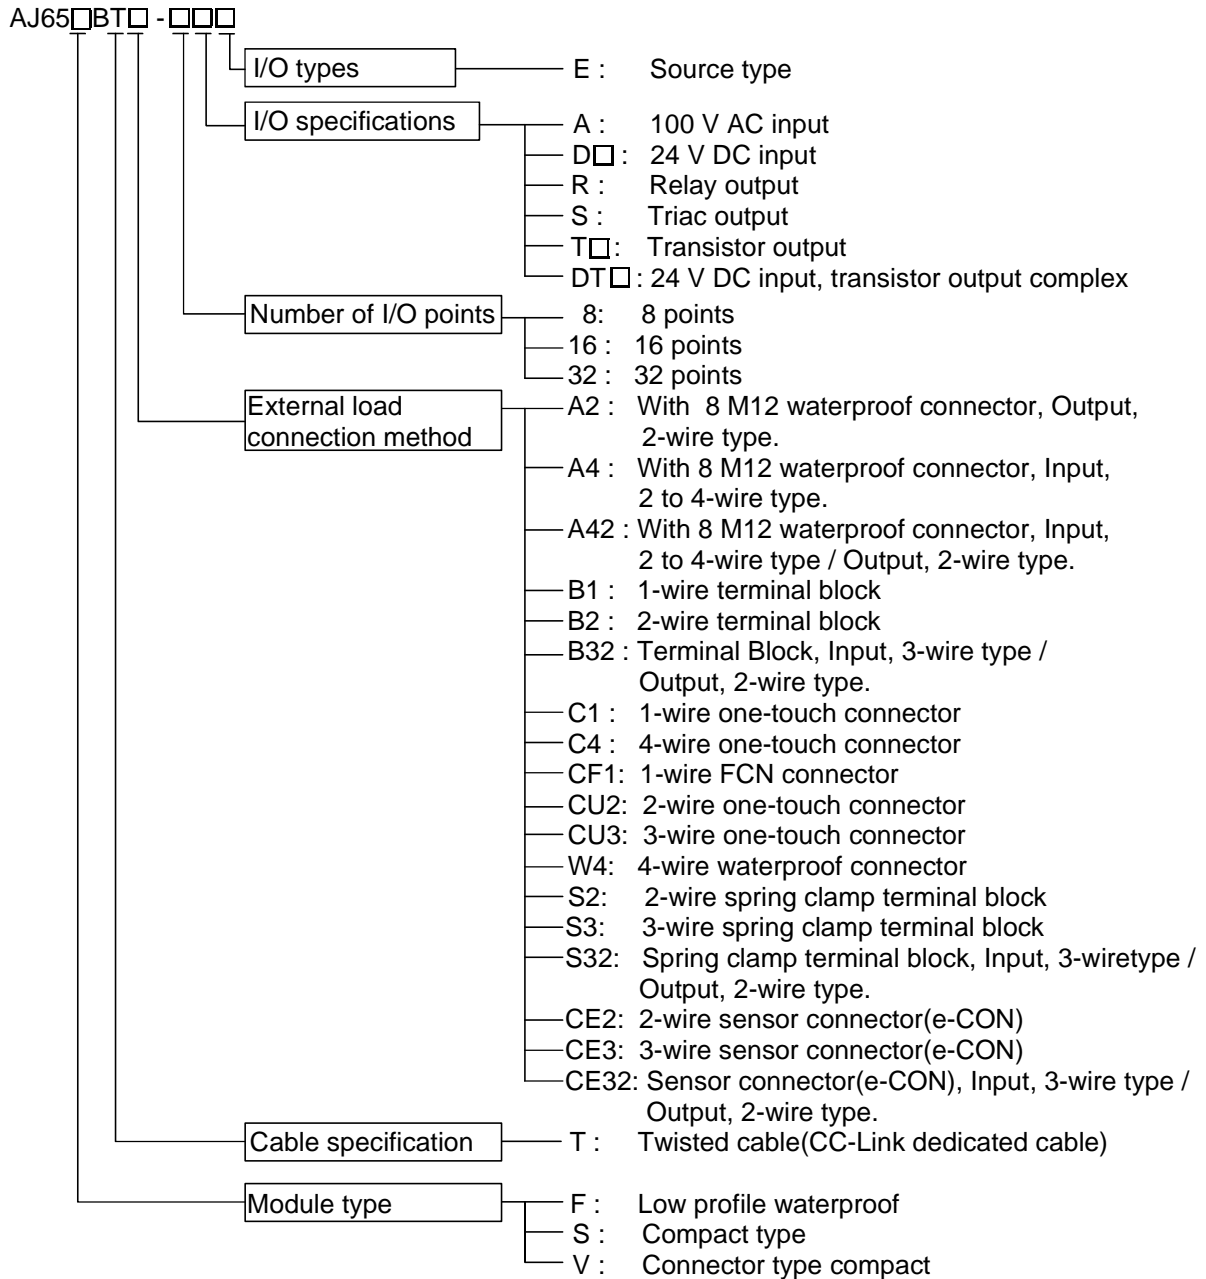 AJ65□BT□ - □□□
I/O types
E : Source type
I/O specifications
A : 100 V AC input
D□ : 24 V DC input
R : Relay output
S : Triac output
T□ : Transistor output
DT□ : 24 V DC input, transistor output complex
Number of I/O points
8: 8 points
16 : 16 points
32 : 32 points
External load
connection method
A2 : With 8 M12 waterproof connector, Output,
2-wire type.
A4 : With 8 M12 waterproof connector, Input,
2 to 4-wire type.
A42 : With 8 M12 waterproof connector, Input,
2 to 4-wire type / Output, 2-wire type.
B1 : 1-wire terminal block
B2 : 2-wire terminal block
B32 : Terminal Block, Input, 3-wire type /
Output, 2-wire type.
C1 : 1-wire one-touch connector
C4 : 4-wire one-touch connector
CF1: 1-wire FCN connector
CU2: 2-wire one-touch connector
CU3: 3-wire one-touch connector
W4: 4-wire waterproof connector
S2: 2-wire spring clamp terminal block
S3: 3-wire spring clamp terminal block
S32: Spring clamp terminal block, Input, 3-wiretype /
Output, 2-wire type.
CE2: 2-wire sensor connector(e-CON)
CE3: 3-wire sensor connector(e-CON)
CE32: Sensor connector(e-CON), Input, 3-wire type /
Output, 2-wire type.
Cable specification
T : Twisted cable(CC-Link dedicated cable)
Module type
F : Low profile waterproof
S : Compact type
V : Connector type compact